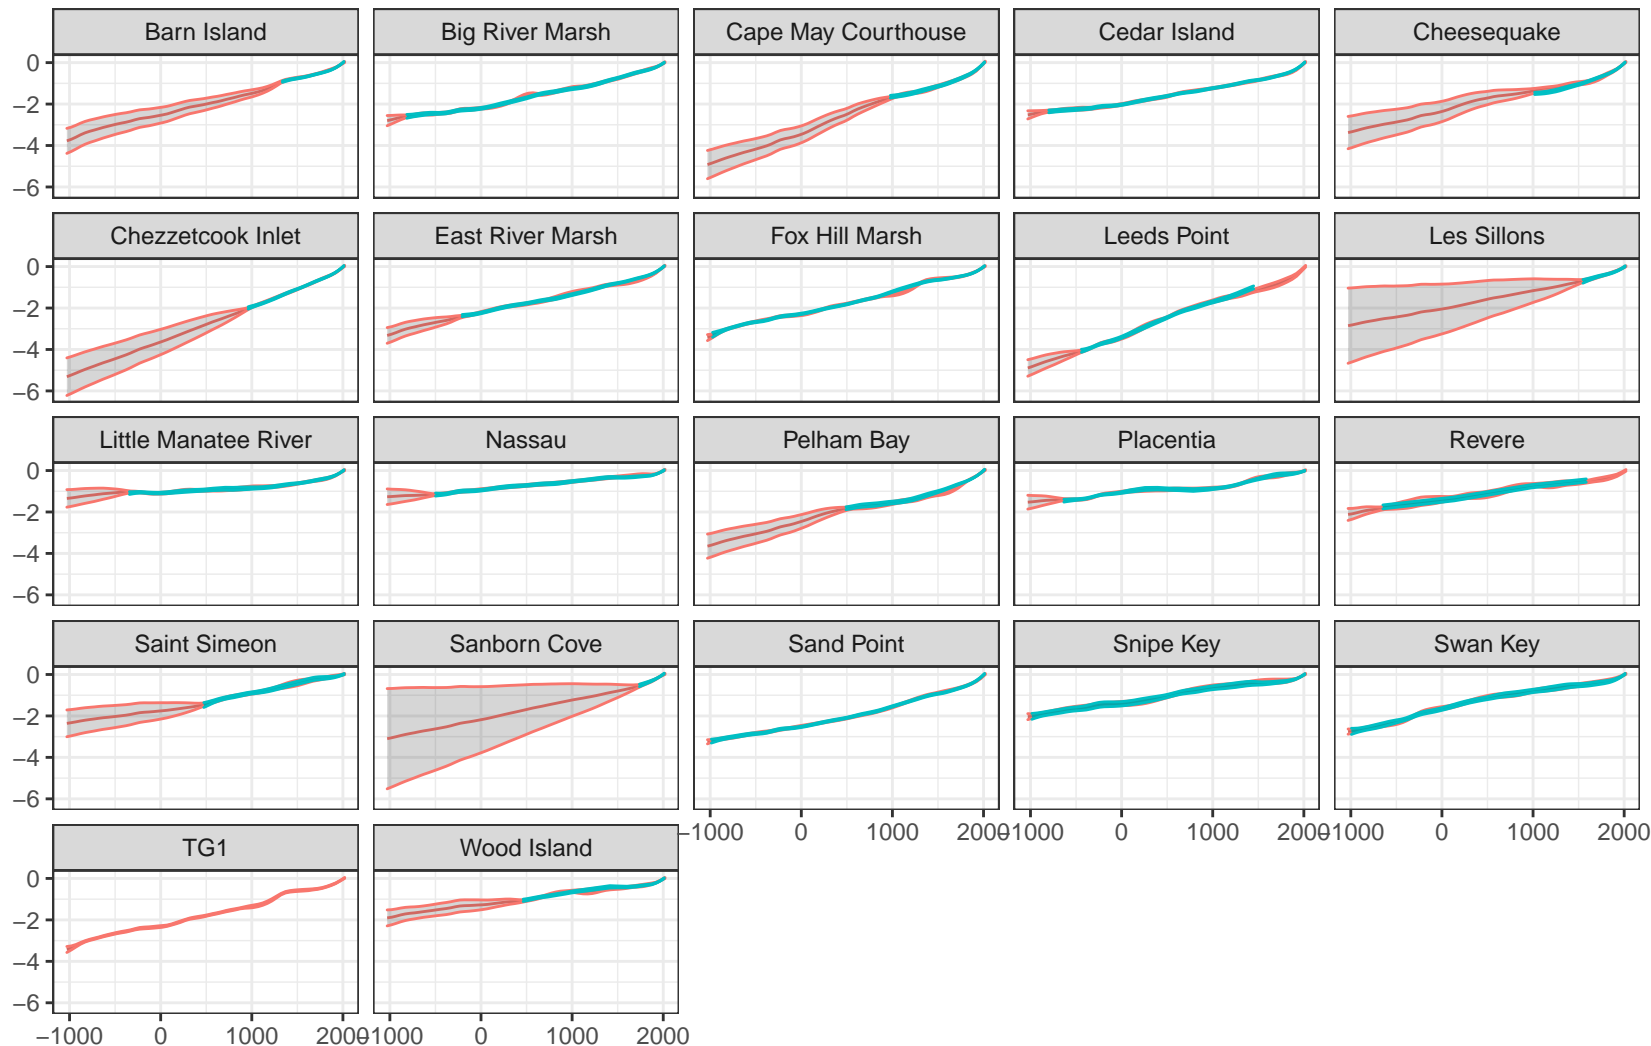 Barn Island Big River Marsh Cape May Courthouse Cedar Island Cheesequake
0
−2
−4
−6
Chezzetcook Inlet East River Marsh Fox Hill Marsh Leeds Point Les Sillons
0
−2
−4
−6
Little Manatee River Nassau Pelham Bay Placentia Revere
0
−2
−4
−6
Saint Simeon Sanborn Cove Sand Point Snipe Key Swan Key
0
−2
−4
−6
−1000 0 1000 2000 −1000 0 1000 2000 −1000 0 1000 2000
TG1 Wood Island
0
−2
−4
−6
−1000 0 1000 2000 −1000 0 1000 2000